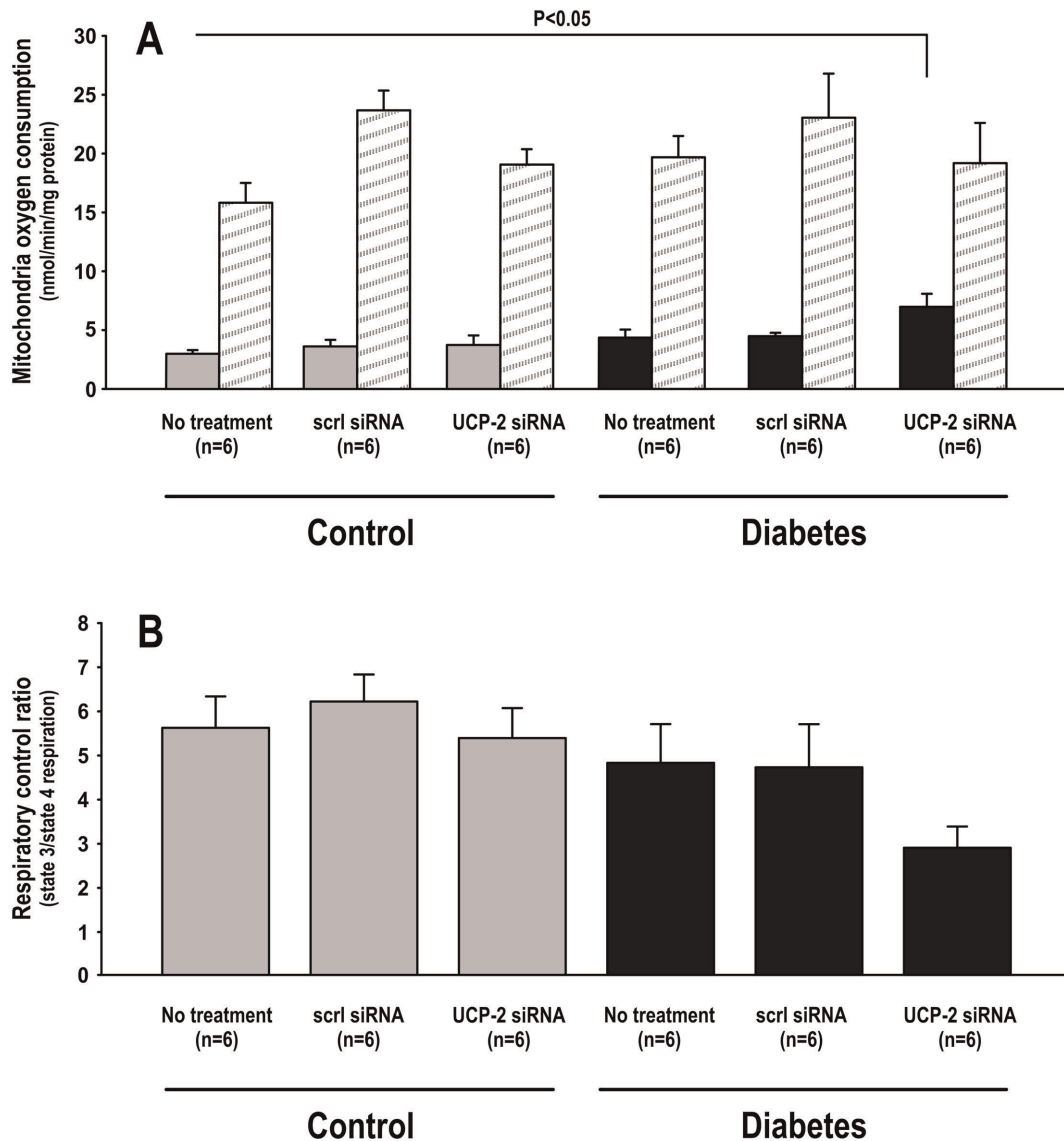 P<0.05
A
30
25
20
15
10
5
0
Mitochondria oxygen consumption
(nmol/min/mg protein)
No treatment scrl siRNA UCP-2 siRNA No treatment scrl siRNA UCP-2 siRNA
(n=6) (n=6) (n=6) (n=6) (n=6) (n=6)
Control Diabetes
B
8
7
6
5
4
3
2
1
0
Respiratory control ratio
(state 3/state 4 respiration)
No treatment scrl siRNA UCP-2 siRNA No treatment scrl siRNA UCP-2 siRNA
(n=6) (n=6) (n=6) (n=6) (n=6) (n=6)
Control Diabetes